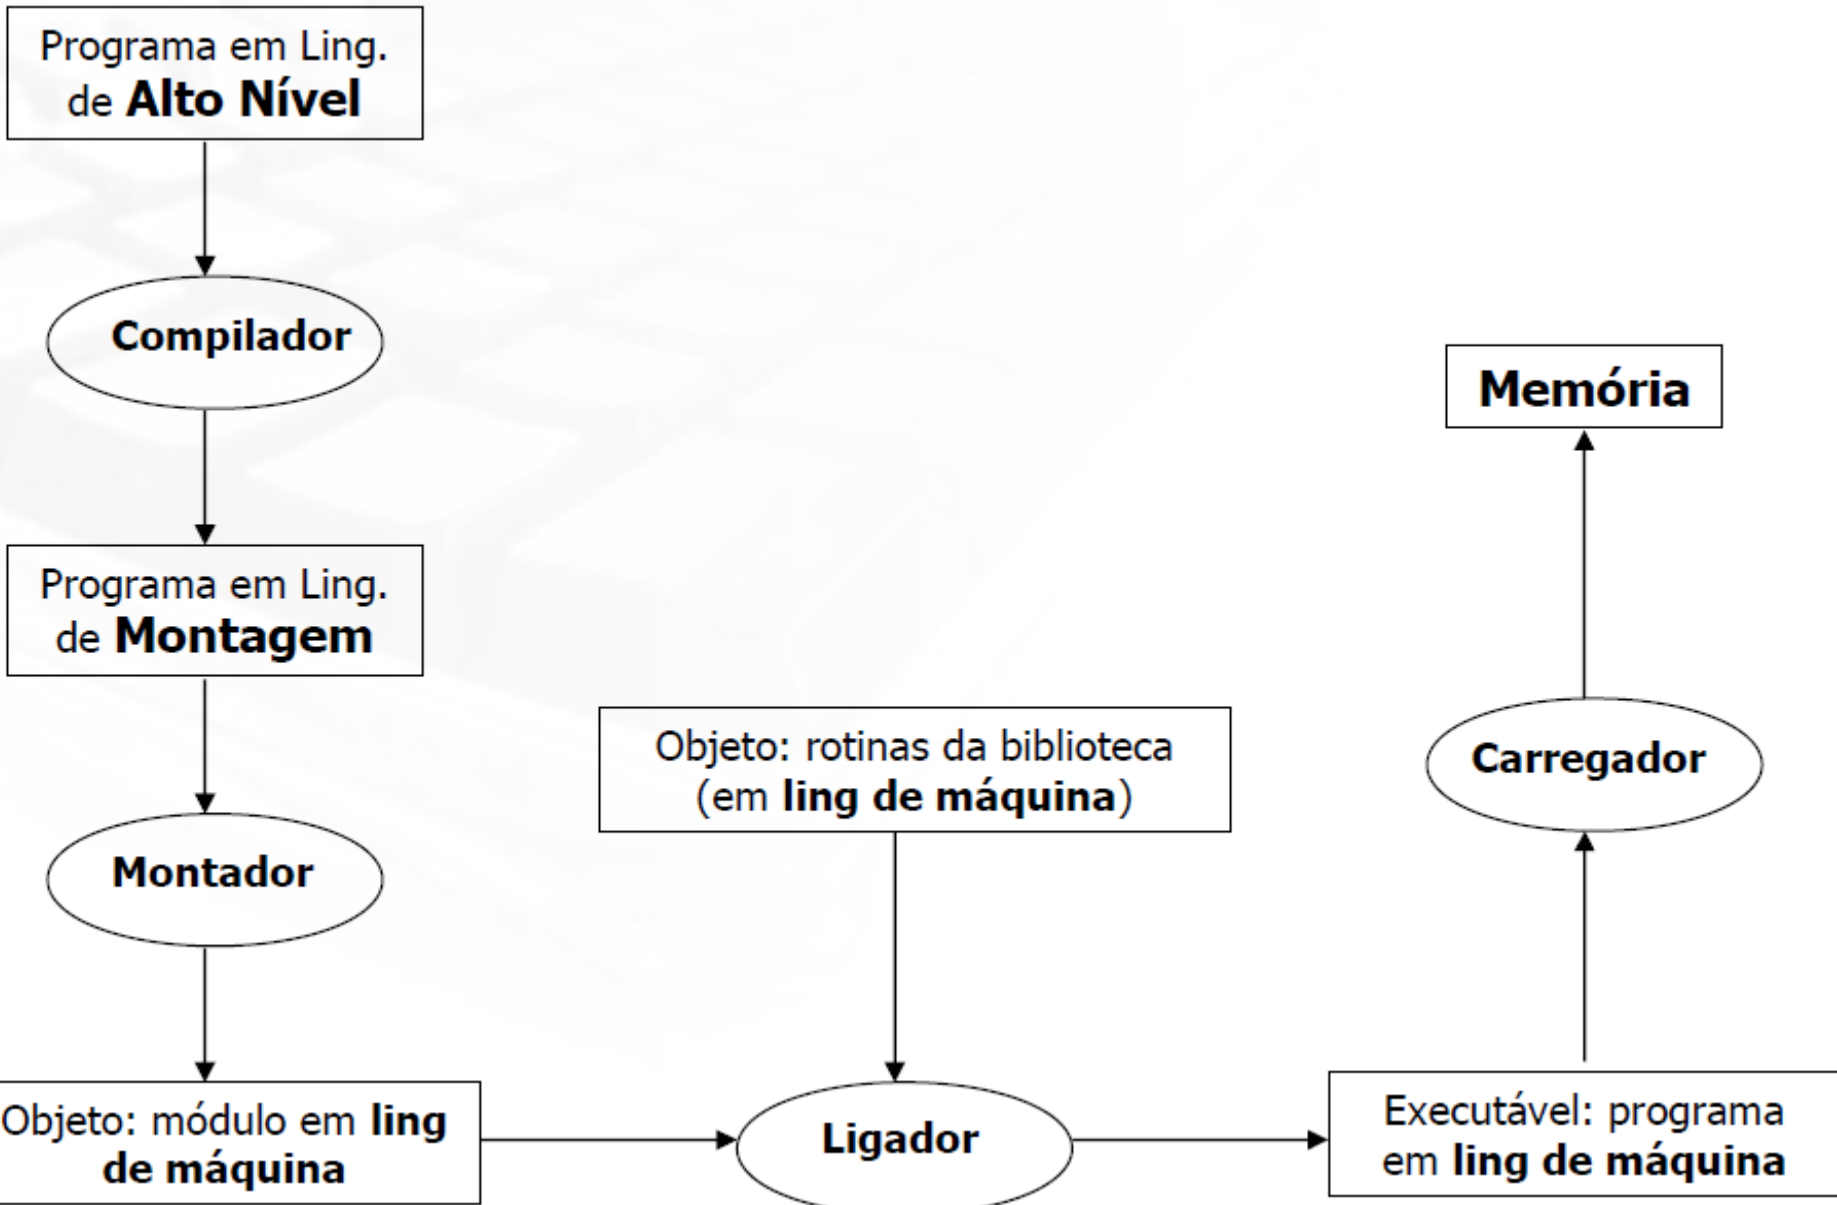 Programa em Ling.
de Alto Nível
Compilador
Programa em Ling.
de Montagem
Montador
Objeto: módulo em ling
de máquina
Objeto: rotinas da biblioteca
(em ling de máquina)
Ligador
Executável: programa
em ling de máquina
Carregador
Memória